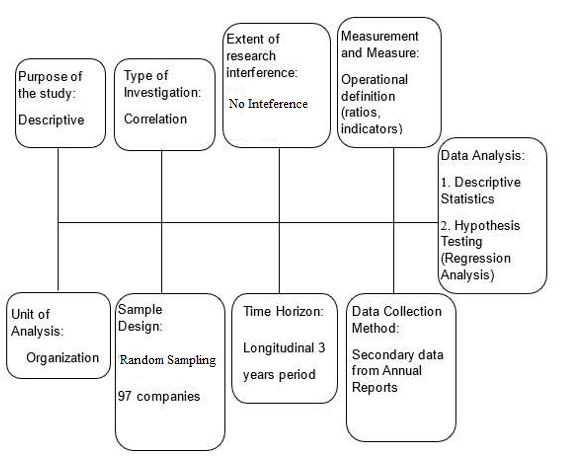 Purpose of
the study:
Descriptive
Type of
Investigation:
Correlation
Extent of
research
interference:
No Inteference
Measurement
and Measure:
Operational
definition
(ratios,
indicators)
Data Analysis:
1. Descriptive
Statistics
2. Hypothesis
Testing
(Regression
Analysis)
Unit of
Analysis:
Organization
Sample
Design:
Random Sampling
97 companies
Time Horizon:
Longitudinal 3
years period
Data Collection
Method:
Secondary data
from Annual
Reports